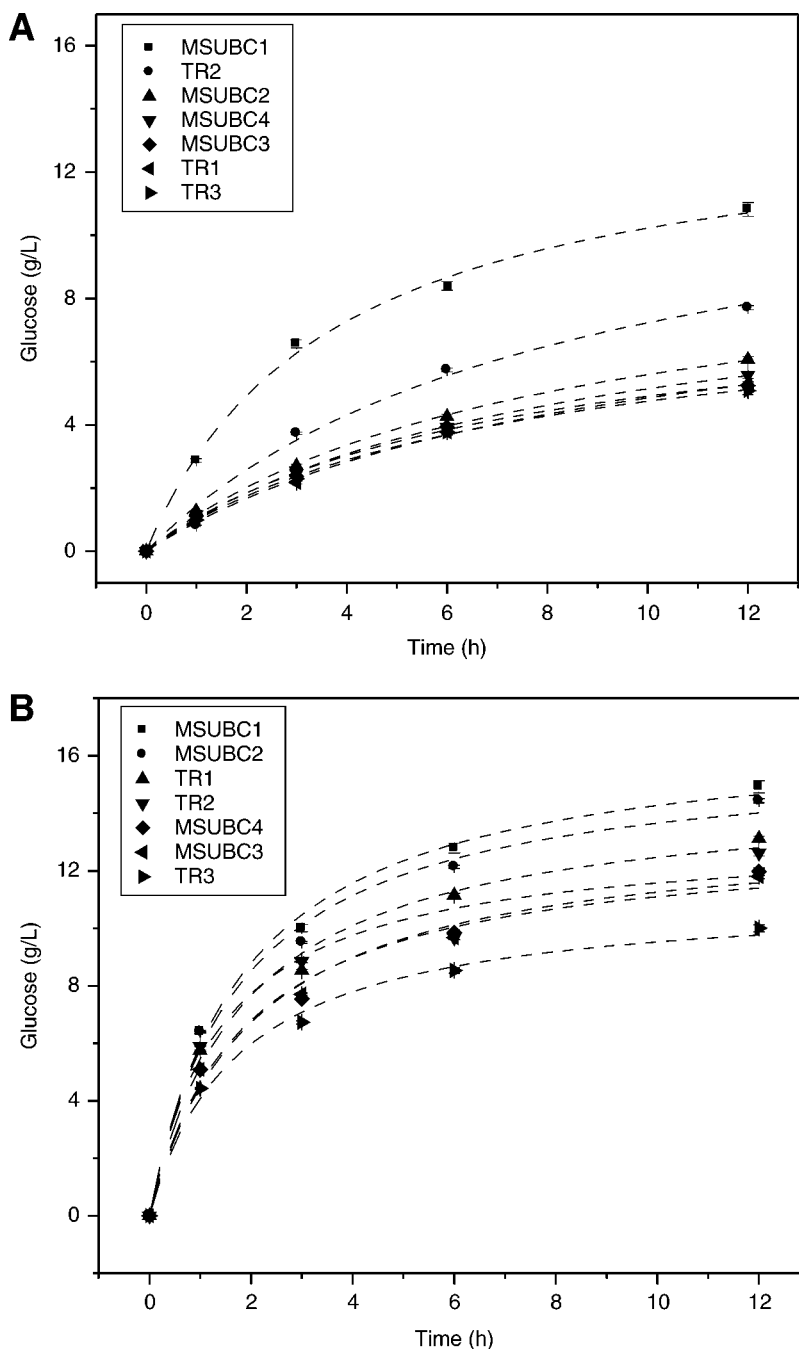 A
16
12
8
4
0
Glucose (g/L)
MSUBC1
TR2
MSUBC2
MSUBC4
MSUBC3
TR1
TR3
0 2 4 6 8 10 12
Time (h)
B
16
12
8
4
0
Glucose (g/L)
MSUBC1
MSUBC2
TR1
TR2
MSUBC4
MSUBC3
TR3
0 2 4 6 8 10 12
Time (h)